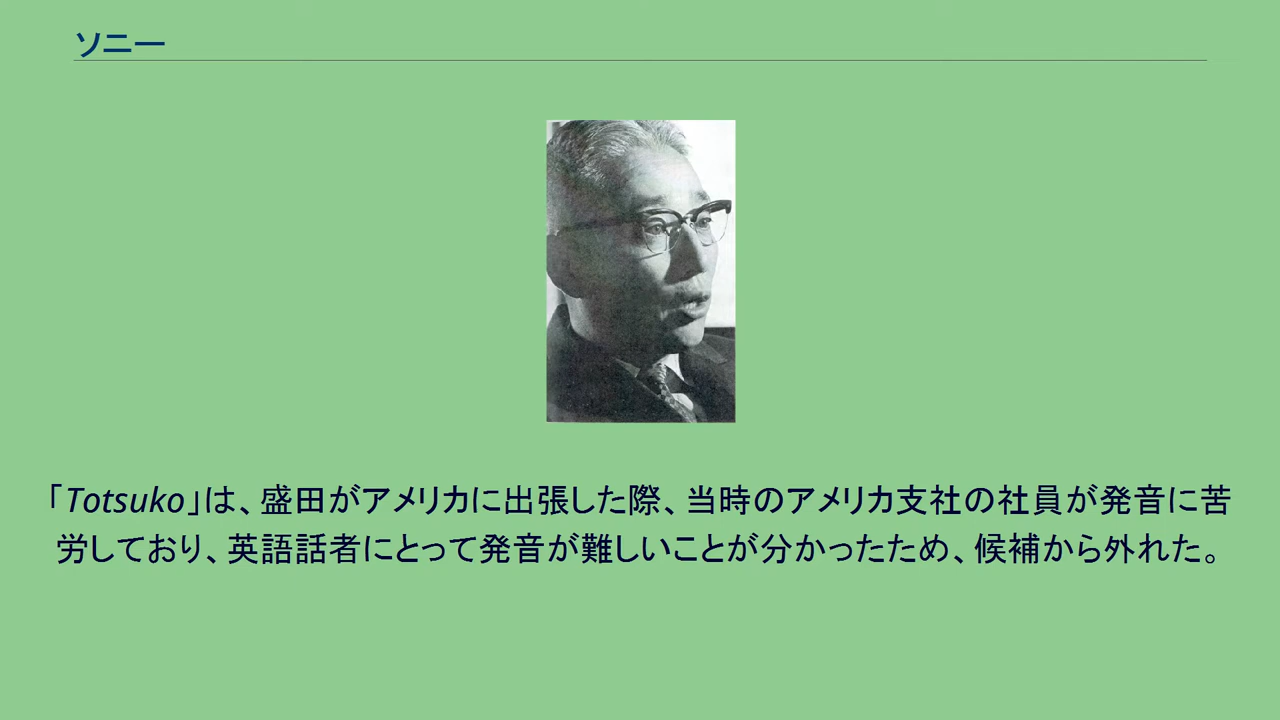 ソニー
「Totsuko」は、盛田がアメリカに出張した際、当時のアメリカ支社の社員が発音に苦
労しており、英語話者にとって発音が難しいことが分かったため、候補から外れた。